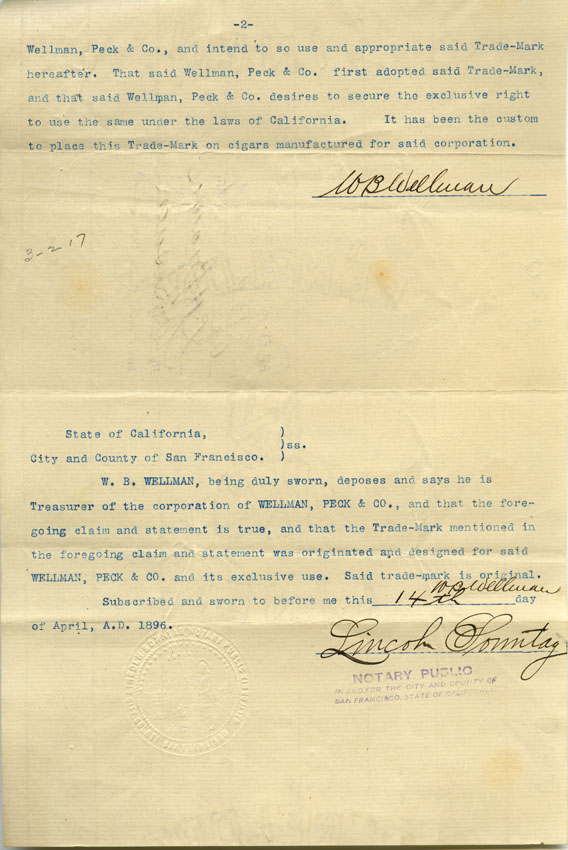 -2-
Wellman, Peck & Co., and intend to so use and appropriate said Trade-Mark
hereafter. That said Wellman, Peck & Co. first adopted said Trade-Mark,
and that said Wellman, Peck & Co. desires to secure the exclusive right
to use the same under the laws of California. It has been the custom
to place this Trade-Mark on cigars manufactured for said corporation.
W B Wellman
3-217
State of California, )
)ss.
City and County of San Francisco. )
W. B. WELLMAN, being duly sworn, deposes and says he is
Treasurer of the corporation of WELLMAN, PECK & CO., and that the fore-
going claim and statement is true, and that the Trade-Mark mentioned in
the foregoing claim and statement was originated and designed for said
WELLMAN, PECK & CO. and its exclusive use. Said trade-mark is original.
W B Wellman
Subscribed and sworn to before me this 14th day
of April, A.D. 1896.
Lincoln Sonntag
NOTARY PUBLIC
IN AND FOR THE CITY AND COUNTY OF
SAN FRANCISCO, STATE OF CALIFORNIA.